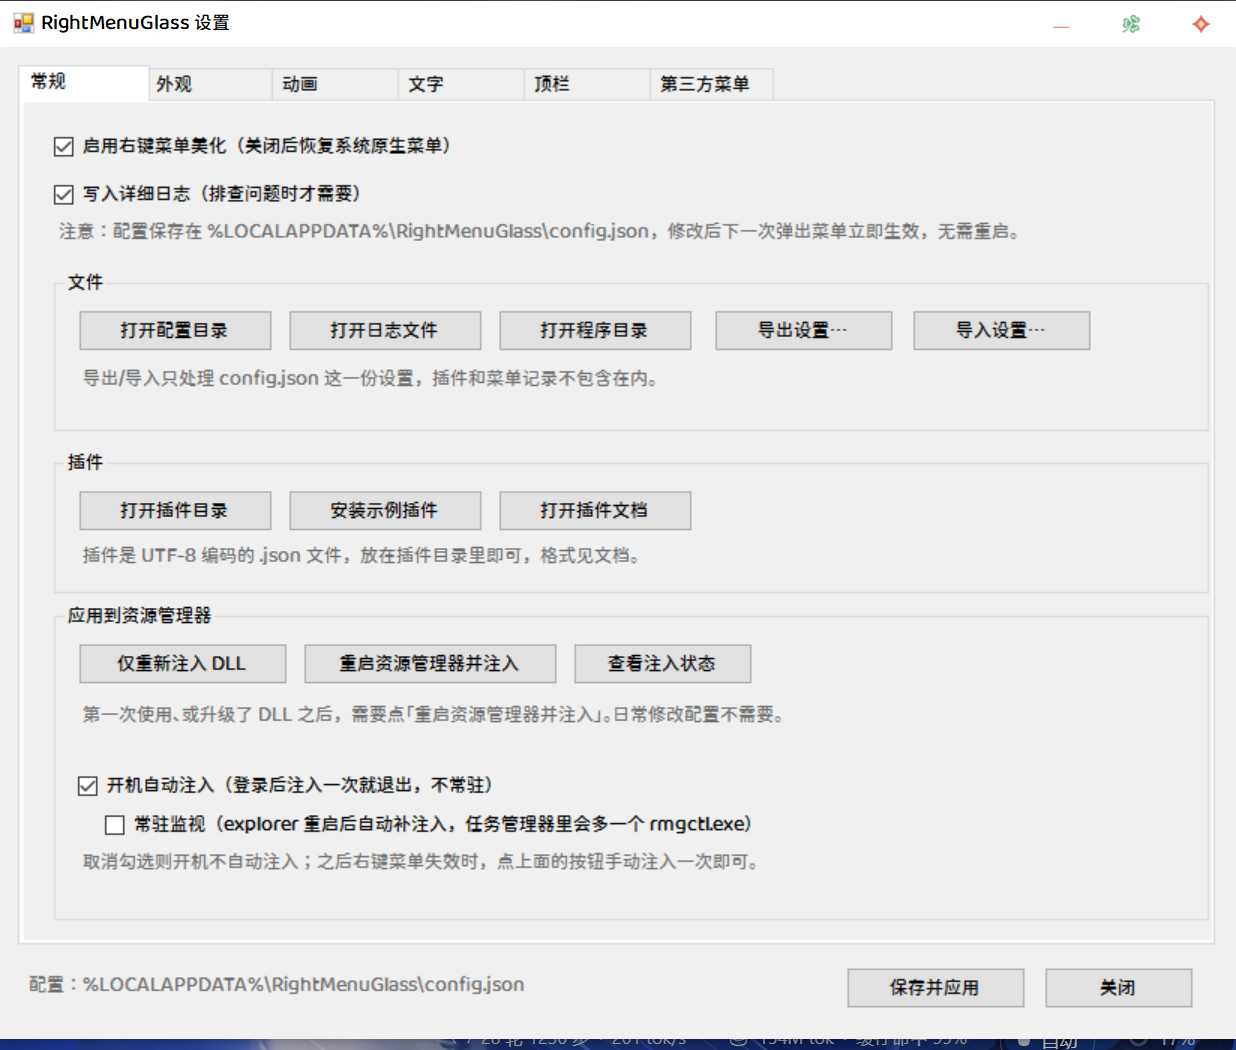 RightMenuGlass 设置
常规 外观 动画 文字 顶栏 第三方菜单
启用右键菜单美化（关闭后恢复系统原生菜单）
写入详细日志（排查问题时才需要）
注意：配置保存在 %LOCALAPPDATA%\RightMenuGlass\config.json，修改后下一次弹出菜单立即生效，无需重启。
文件
打开配置目录 打开日志文件 打开程序目录 导出设置… 导入设置…
导出/导入只处理 config.json 这一份设置，插件和菜单记录不包含在内。
插件
打开插件目录 安装示例插件 打开插件文档
插件是 UTF-8 编码的 .json 文件，放在插件目录里即可，格式见文档。
应用到资源管理器
仅重新注入 DLL 重启资源管理器并注入 查看注入状态
第一次使用、或升级了 DLL 之后，需要点「重启资源管理器并注入」。日常修改配置不需要。
开机自动注入（登录后注入一次就退出，不常驻）
常驻监视（explorer 重启后自动补注入，任务管理器里会多一个 rmgctl.exe）
取消勾选则开机不自动注入；之后右键菜单失效时，点上面的按钮手动注入一次即可。
配置：%LOCALAPPDATA%\RightMenuGlass\config.json
保存并应用 关闭